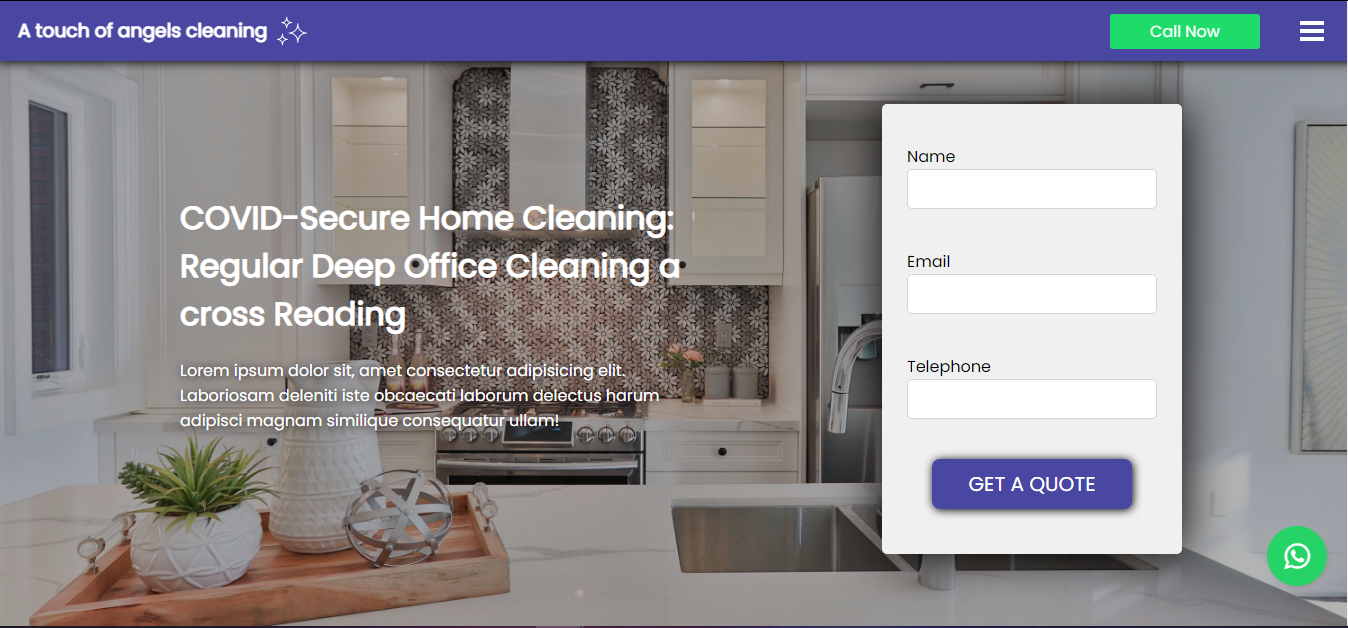 A touch of angels cleaning
Call Now
COVID-Secure Home Cleaning:
Regular Deep Office Cleaning a
cross Reading
Lorem ipsum dolor sit, amet consectetur adipisicing elit.
Laboriosam deleniti iste obcaecati laborum delectus harum
adipisci magnam similique consequatur ullam!
Name
Email
Telephone
GET A QUOTE